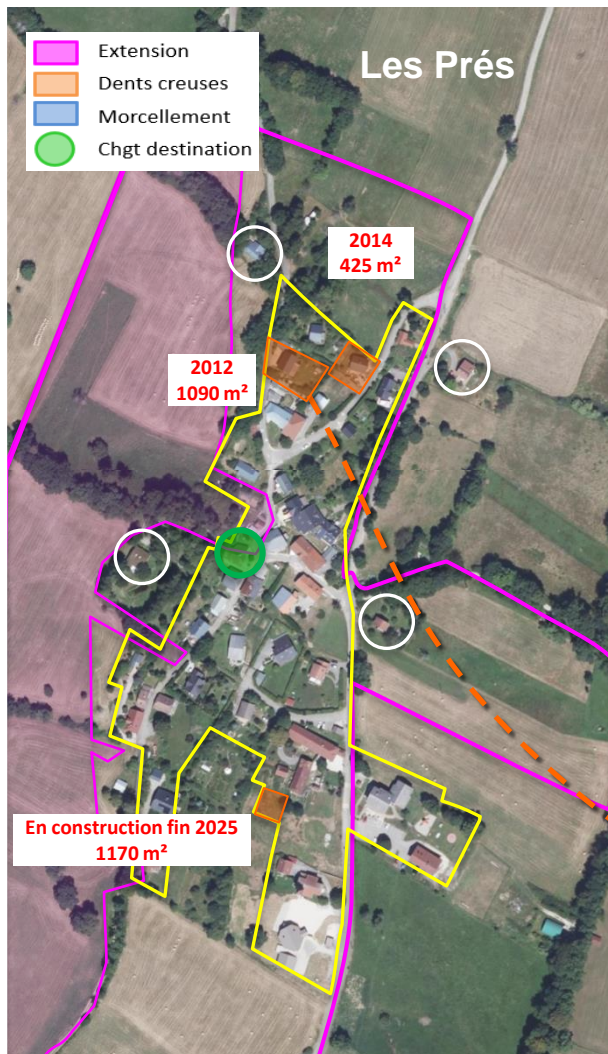 Les Prés
Extension
Dents creuses
Morcellement
Chgt destination
2014
425 m²
2012
1090 m²
En construction fin 2025
1170 m²